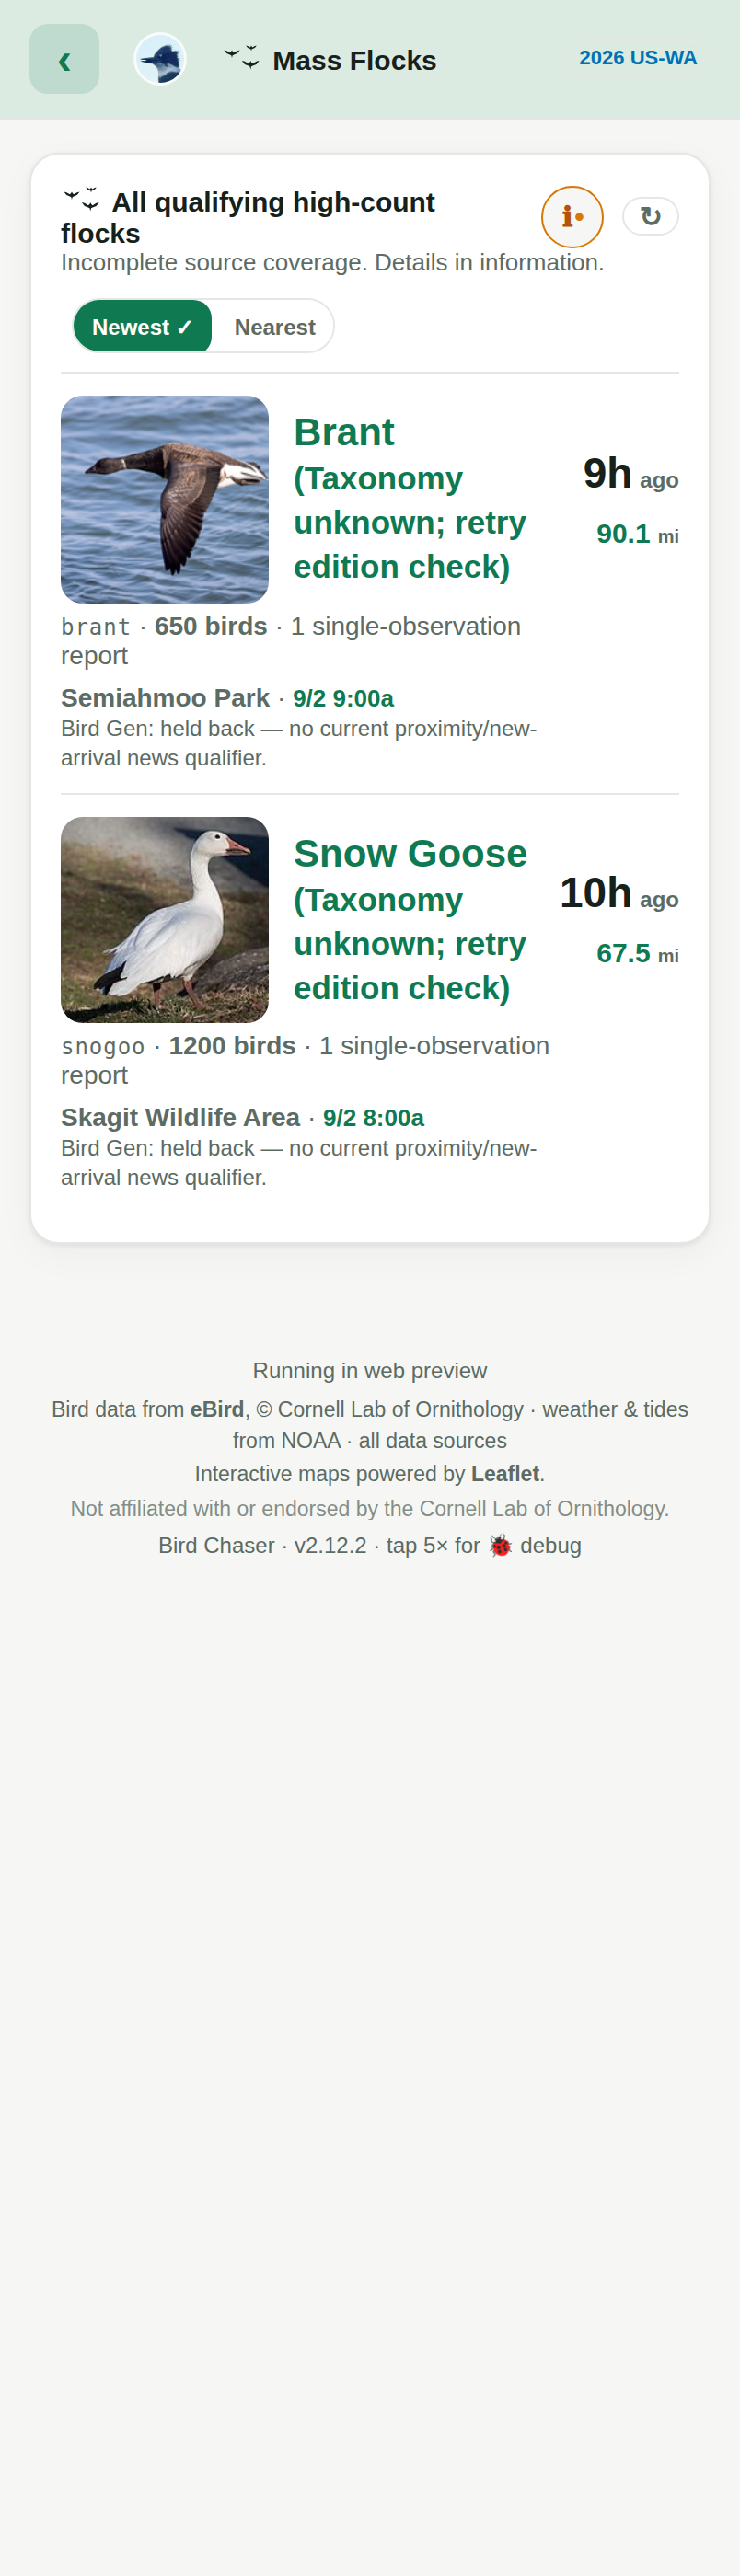 ‹ Mass Flocks 2026 US-WA
All qualifying high-count
flocks
i• ↻
Incomplete source coverage. Details in information.
Newest ✓ Nearest
Brant
(Taxonomy
unknown; retry
edition check)
9h ago
90.1 mi
brant · 650 birds · 1 single-observation
report
Semiahmoo Park · 9/2 9:00a
Bird Gen: held back — no current proximity/new-
arrival news qualifier.
Snow Goose
(Taxonomy
unknown; retry
edition check)
10h ago
67.5 mi
snogoo · 1200 birds · 1 single-observation
report
Skagit Wildlife Area · 9/2 8:00a
Bird Gen: held back — no current proximity/new-
arrival news qualifier.
Running in web preview
Bird data from eBird, © Cornell Lab of Ornithology · weather & tides
from NOAA · all data sources
Interactive maps powered by Leaflet.
Not affiliated with or endorsed by the Cornell Lab of Ornithology.
Bird Chaser · v2.12.2 · tap 5× for 🐞 debug